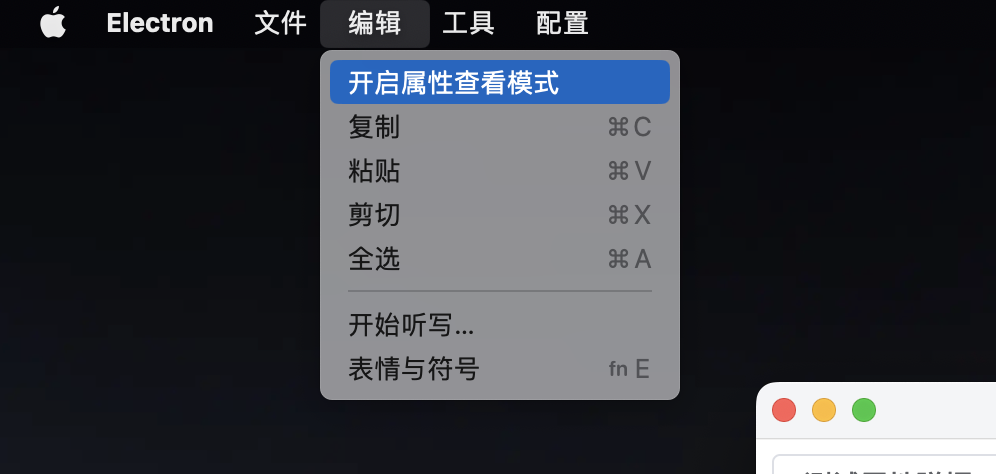 Electron 文件 编辑 工具 配置
开启属性查看模式
复制 ⌘C
粘贴 ⌘V
剪切 ⌘X
全选 ⌘A
开始听写...
表情与符号 fn E